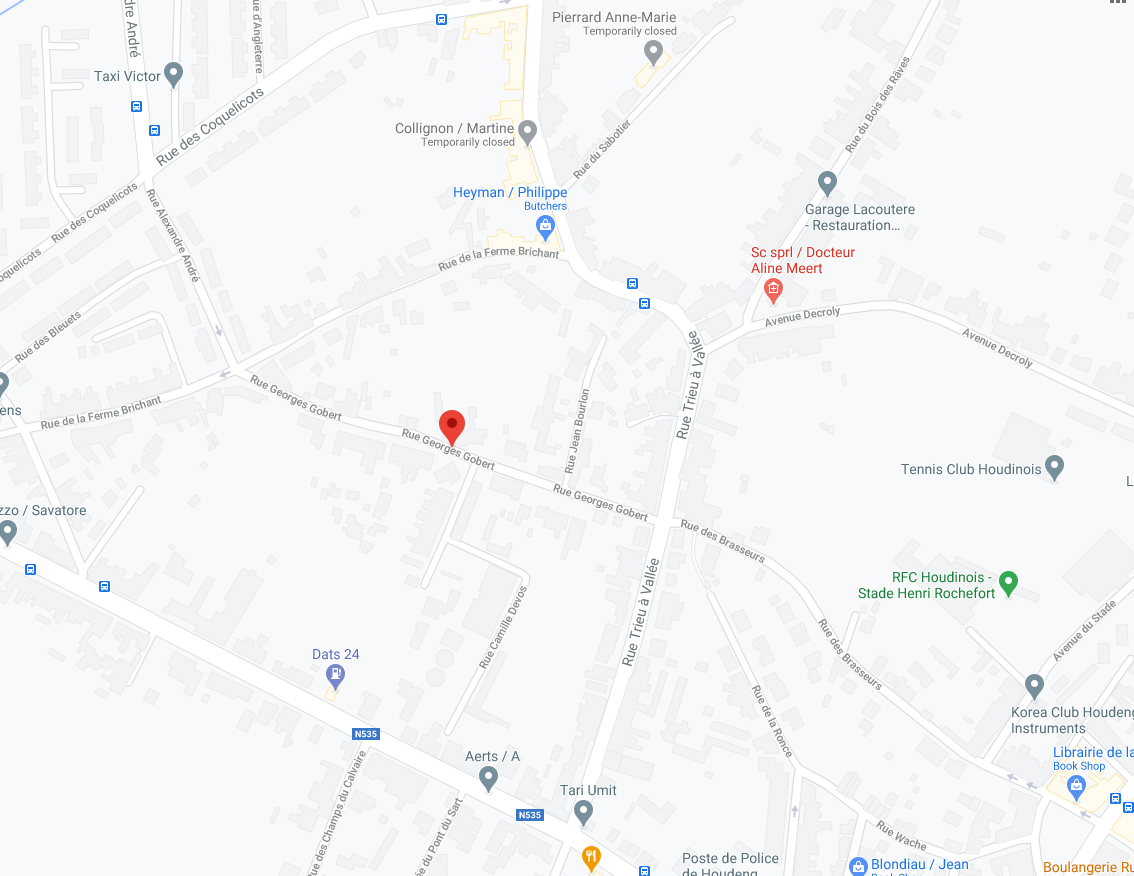 Pierrard Anne-Marie
Temporarily closed
dre André
ue d'Angleterre
Taxi Victor
Rue des Coquelicots
Collignon / Martine
Temporarily closed
Rue du Sabotier
Rue du Bois des Râves
Heyman / Philippe
Butchers
Garage Lacoutere
- Restauration...
Rue des Coquelicots
Rue Alexandre André
oquelicots
Rue de la Ferme Brichant
Sc sprl / Docteur
Aline Meert
Avenue Decroly
Avenue Decroly
Rue des Bleuets
Rue Trieu à Vallée
ens
Rue de la Ferme Brichant
Rue Georges Gobert
Rue Georges Gobert
Rue Jean Bourlon
Tennis Club Houdinois
L
Rue Georges Gobert
zzo / Savatore
Rue des Brasseurs
RFC Houdinois -
Stade Henri Rochefort
Rue Trieu à Vallée
Rue Camille Devos
Avenue du Stade
Rue des Brasseurs
Dats 24
Rue de la Ronce
Korea Club Houdeng
Instruments
N535
Librairie de la
Book Shop
Aerts / A
Rue des Champs du Calvaire
ée du Pont du Sart
Tari Umit
N535
Rue Wache
Poste de Police
de Houdeng
Blondiau / Jean
Book Shop
Boulangerie Ru